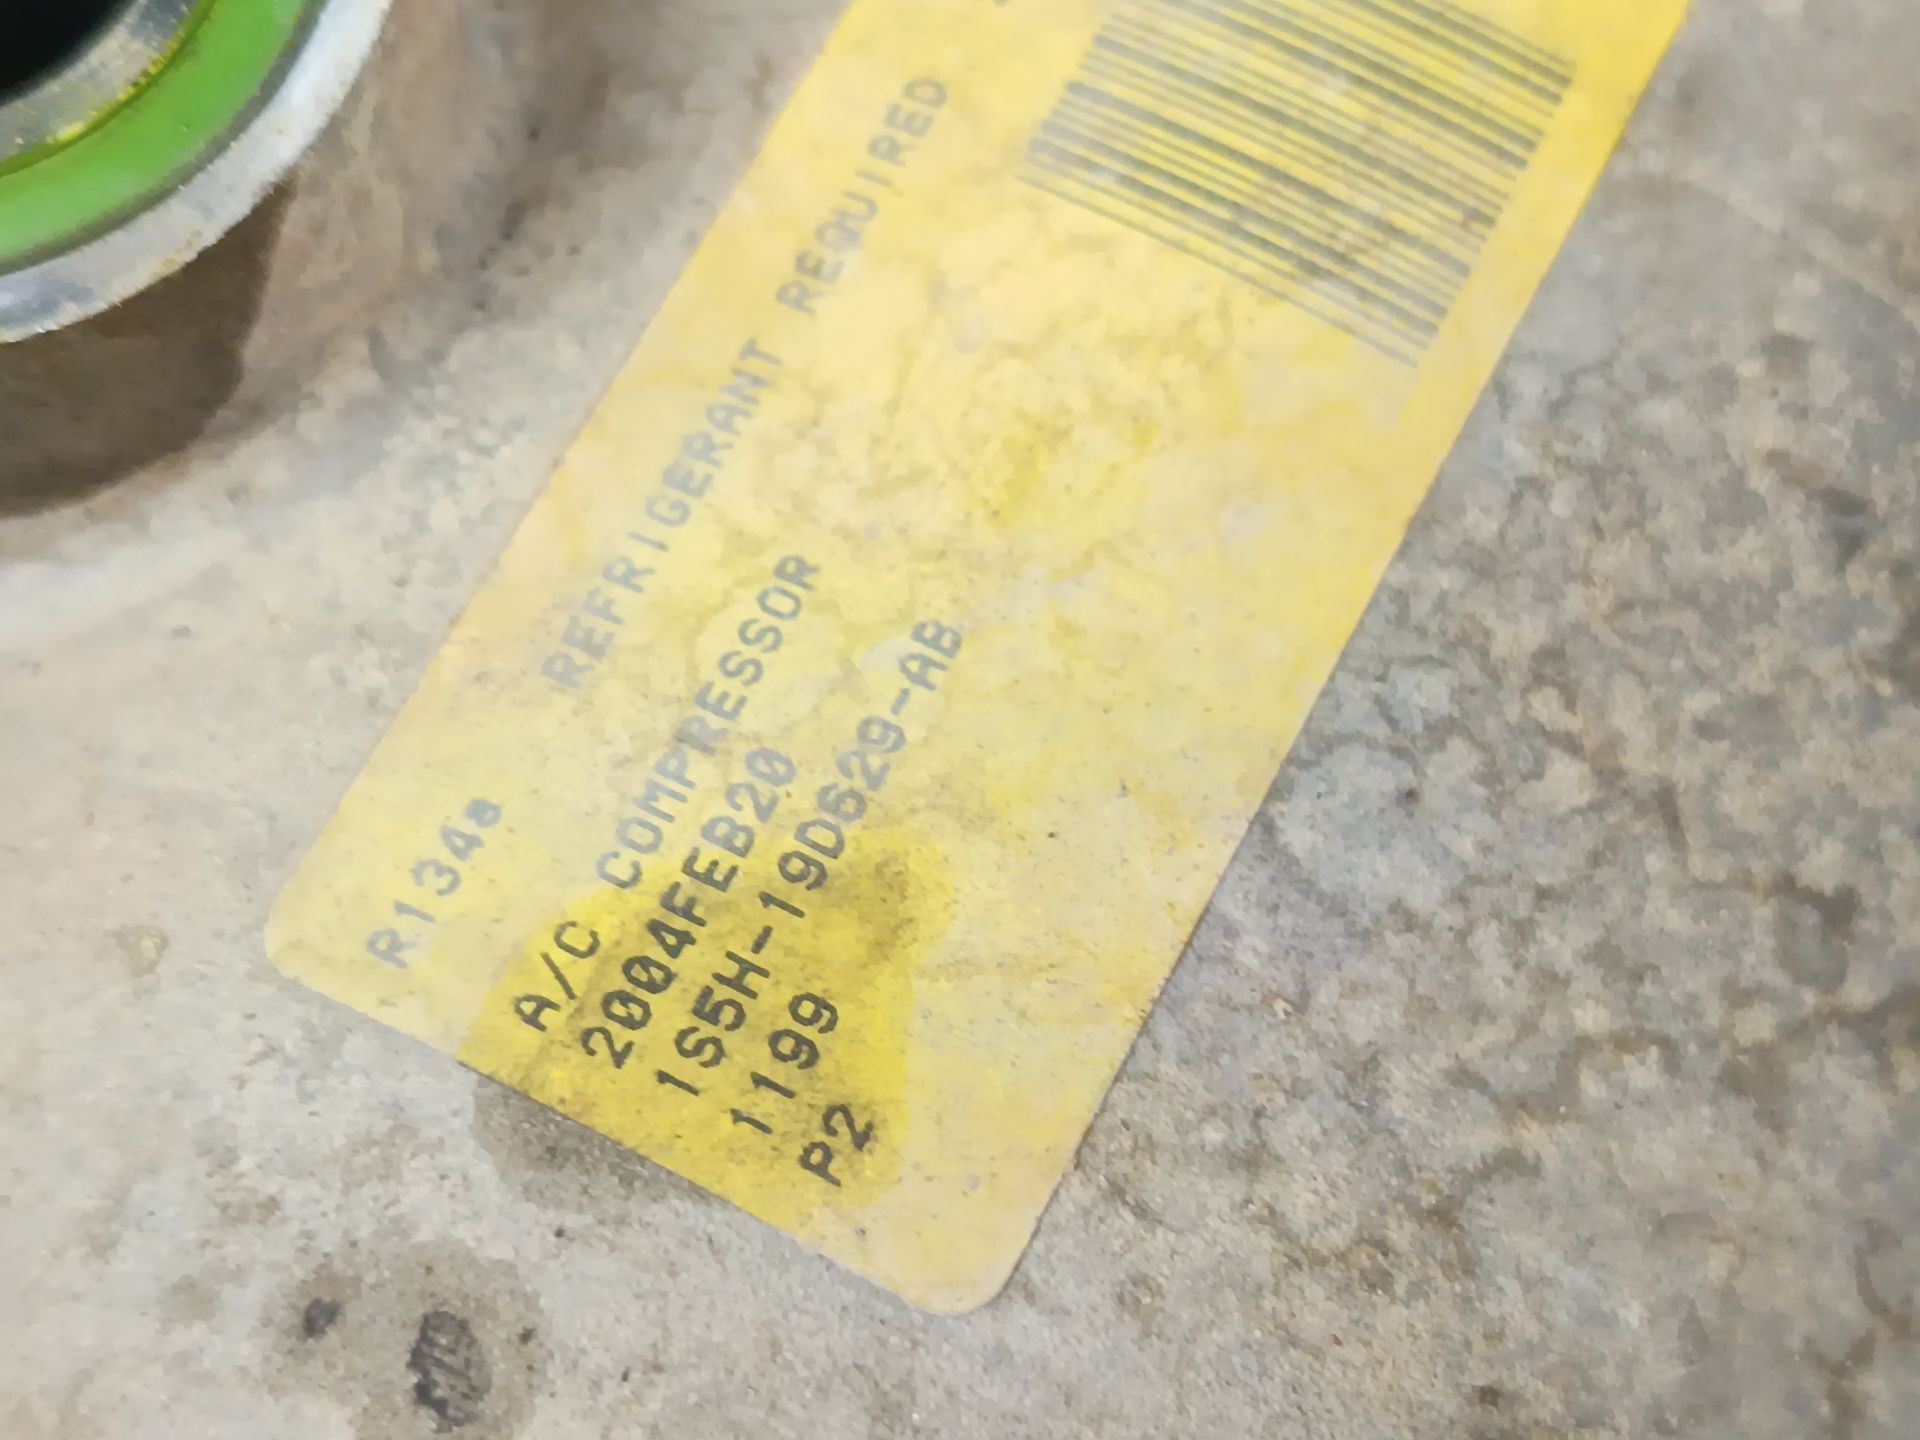 R134a REFRIGERANT REQUIRED
A/C COMPRESSOR
2004FEB20
1S5H-19D629-AB
1199
P2